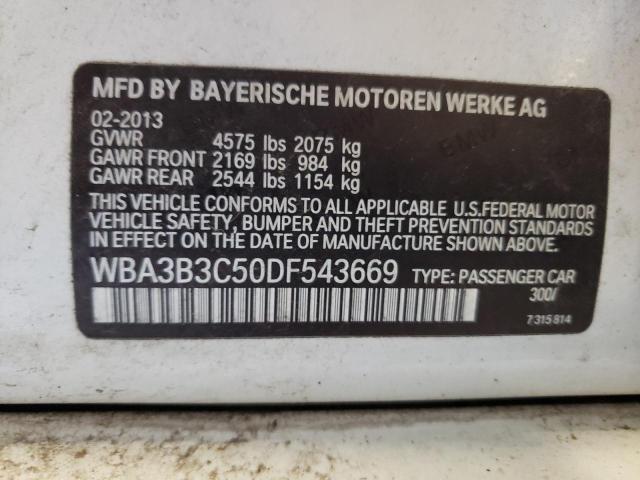 MFD BY BAYERISCHE MOTOREN WERKE AG
02-2013
GVWR 4575 lbs 2075 kg
GAWR FRONT 2169 lbs 984 kg
GAWR REAR 2544 lbs 1154 kg
THIS VEHICLE CONFORMS TO ALL APPLICABLE U.S.FEDERAL MOTOR
VEHICLE SAFETY, BUMPER AND THEFT PREVENTION STANDARDS
IN EFFECT ON THE DATE OF MANUFACTURE SHOWN ABOVE.
WBA3B3C50DF543669 TYPE: PASSENGER CAR
300/
7315814